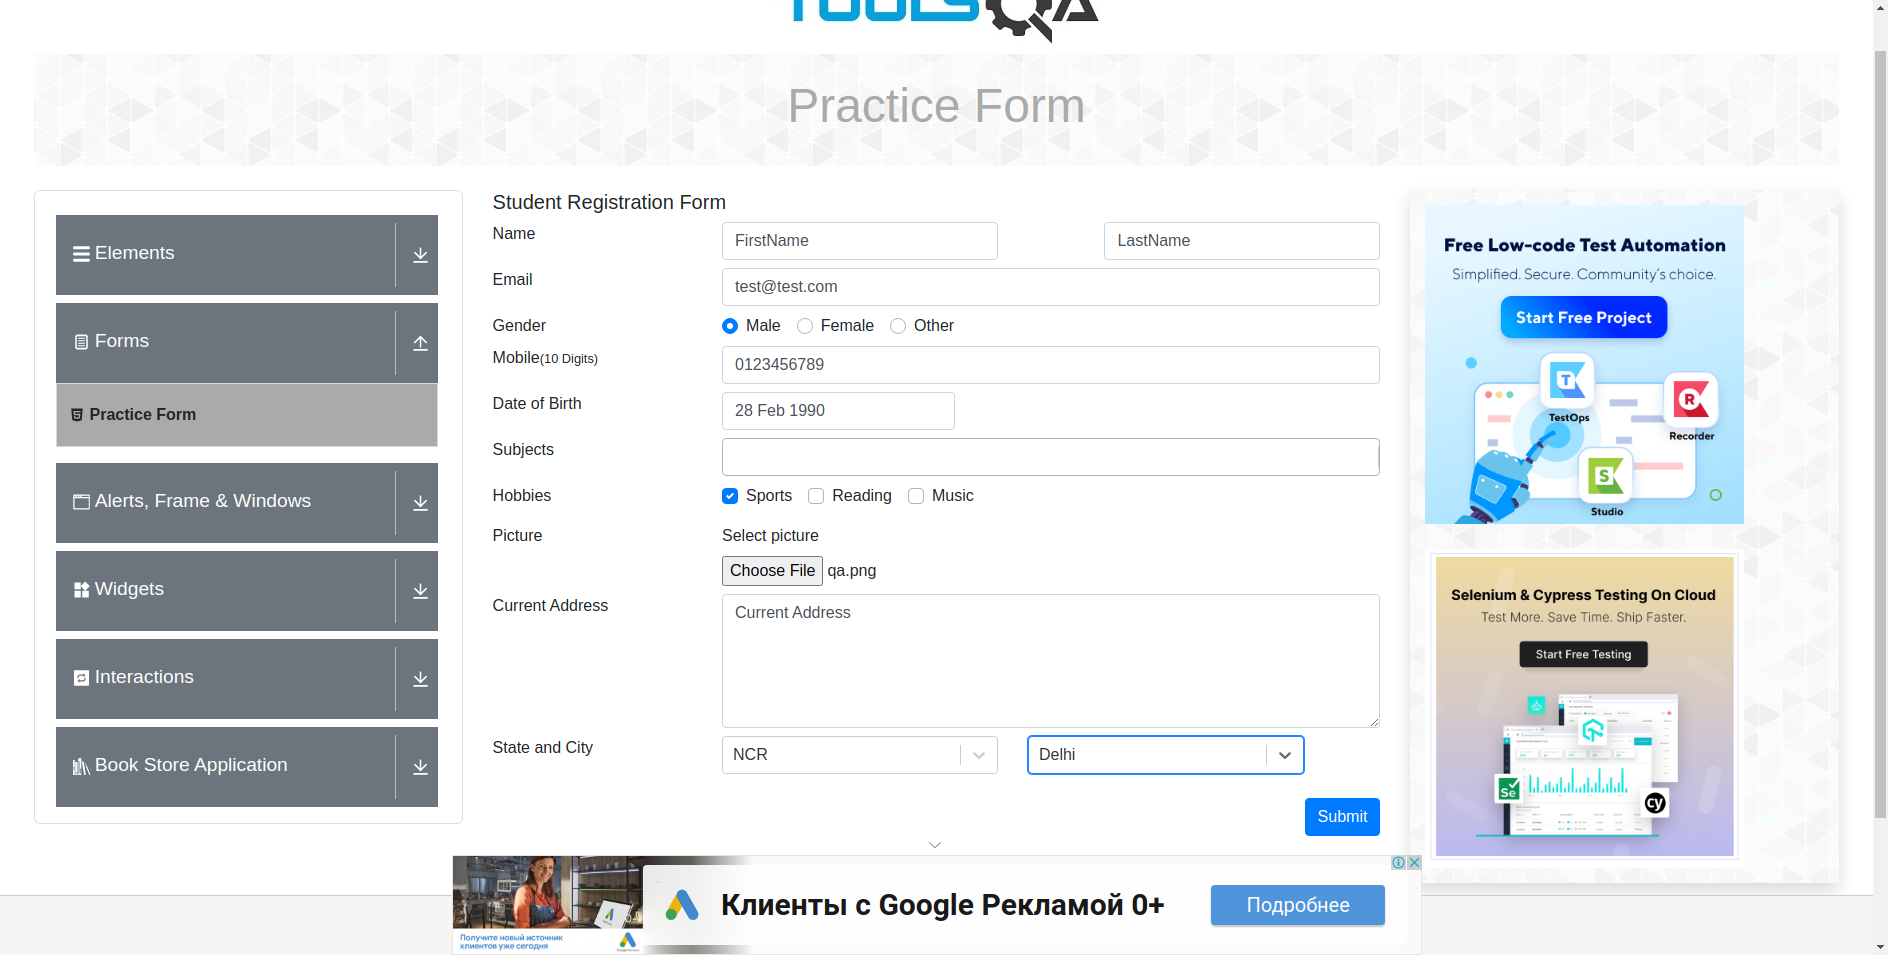 TOOLSQA
Practice Form
Elements
Forms
Practice Form
Alerts, Frame & Windows
Widgets
Interactions
Book Store Application
Student Registration Form
Name
FirstName
LastName
Email
test@test.com
Gender
Male
Female
Other
Mobile(10 Digits)
0123456789
Date of Birth
28 Feb 1990
Subjects
Hobbies
Sports
Reading
Music
Picture
Select picture
Choose File qa.png
Current Address
Current Address
State and City
NCR
Delhi
Submit
Free Low-code Test Automation
Simplified. Secure. Community's choice.
Start Free Project
T
TestOps
R
Recorder
S
Studio
Selenium & Cypress Testing On Cloud
Test More. Save Time. Ship Faster.
Start Free Testing
Se
cy
Получите новый источник
клиентов уже сегодня
Клиенты с Google Рекламой 0+
Подробнее